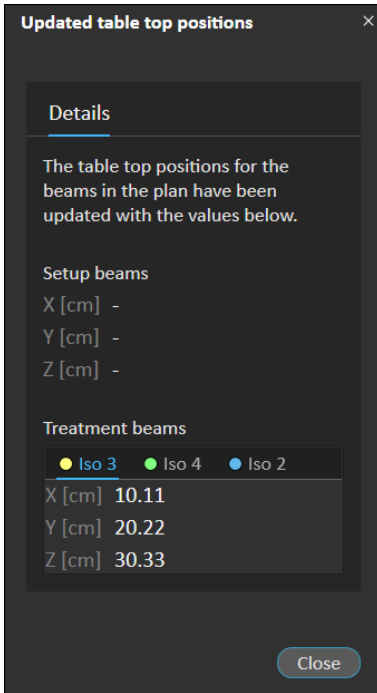 Updated table top positions ×
Details
The table top positions for the
beams in the plan have been
updated with the values below.
Setup beams
X [cm] -
Y [cm] -
Z [cm] -
Treatment beams
Iso 3 Iso 4 Iso 2
X [cm] 10.11
Y [cm] 20.22
Z [cm] 30.33
Close